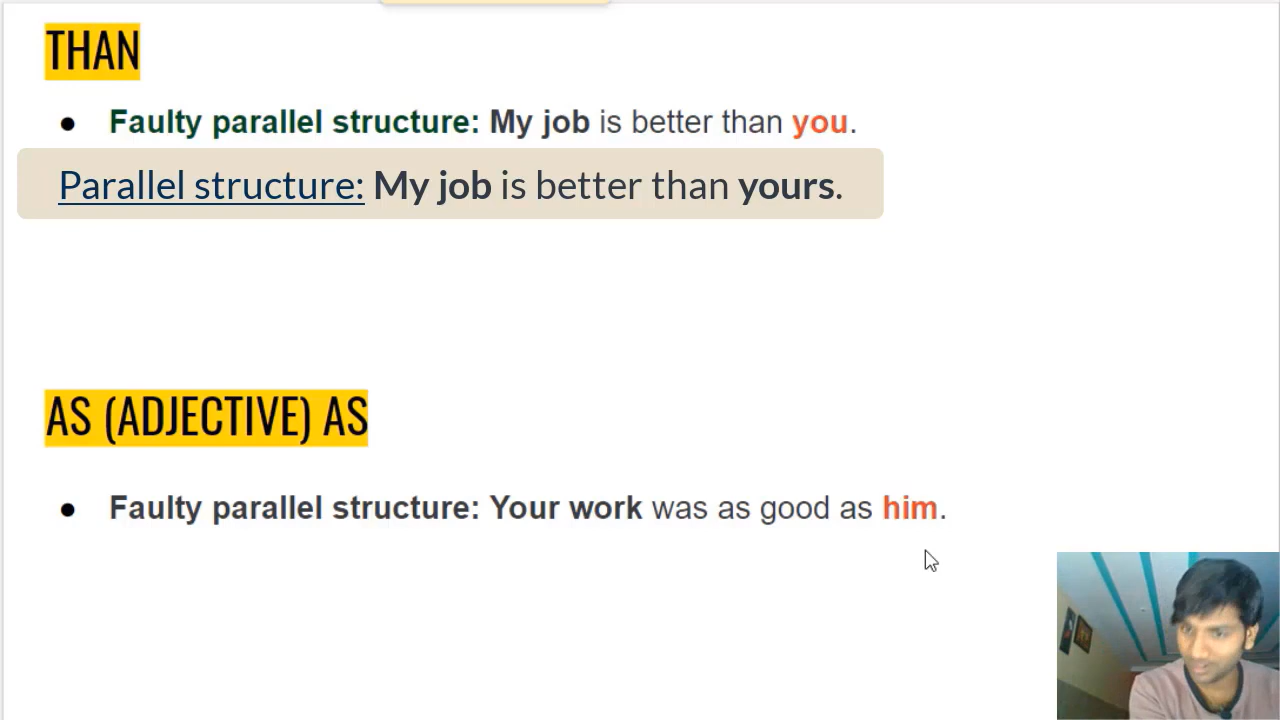 THAN
● Faulty parallel structure: My job is better than you.
Parallel structure: My job is better than yours.
AS (ADJECTIVE) AS
● Faulty parallel structure: Your work was as good as him.